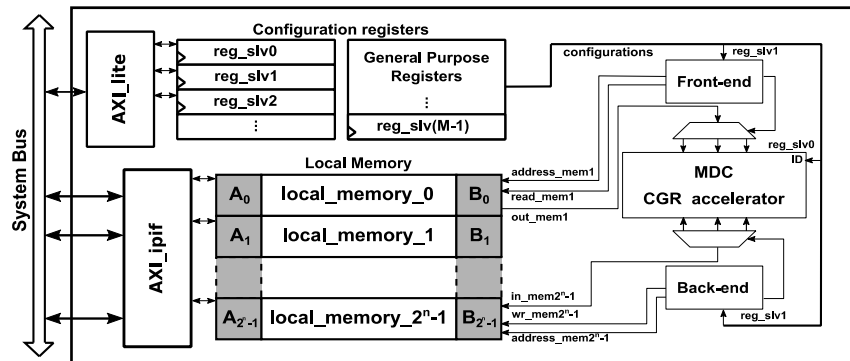 System Bus
AXI_lite
Configuration registers
reg_slv0
reg_slv1
reg_slv2
...
General Purpose
Registers
...
reg_slv(M-1)
configurations
reg_slv1
Front-end
reg_slv0
ID
MDC
CGR accelerator
Back-end
reg_slv1
AXI_ipif
Local Memory
A0 local_memory_0 B0
A1 local_memory_1 B1
A2ⁿ-1 local_memory_2ⁿ-1 B2ⁿ-1
address_mem1
read_mem1
out_mem1
in_mem2ⁿ-1
wr_mem2ⁿ-1
address_mem2ⁿ-1